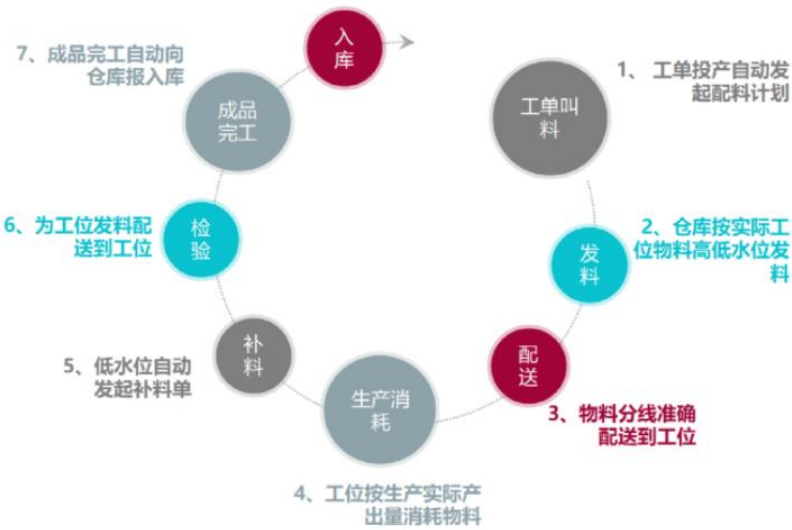 入
库
7、成品完工自动向
仓库报入库
成品
完工
工单叫
料
1、 工单投产自动发
起配料计划
发
料
2、仓库按实际工
位物料高低水位发
料
配
送
3、物料分线准确
配送到工位
生产消
耗
4、工位按生产实际产
出量消耗物料
补
料
5、低水位自动
发起补料单
检
验
6、为工位发料配
送到工位